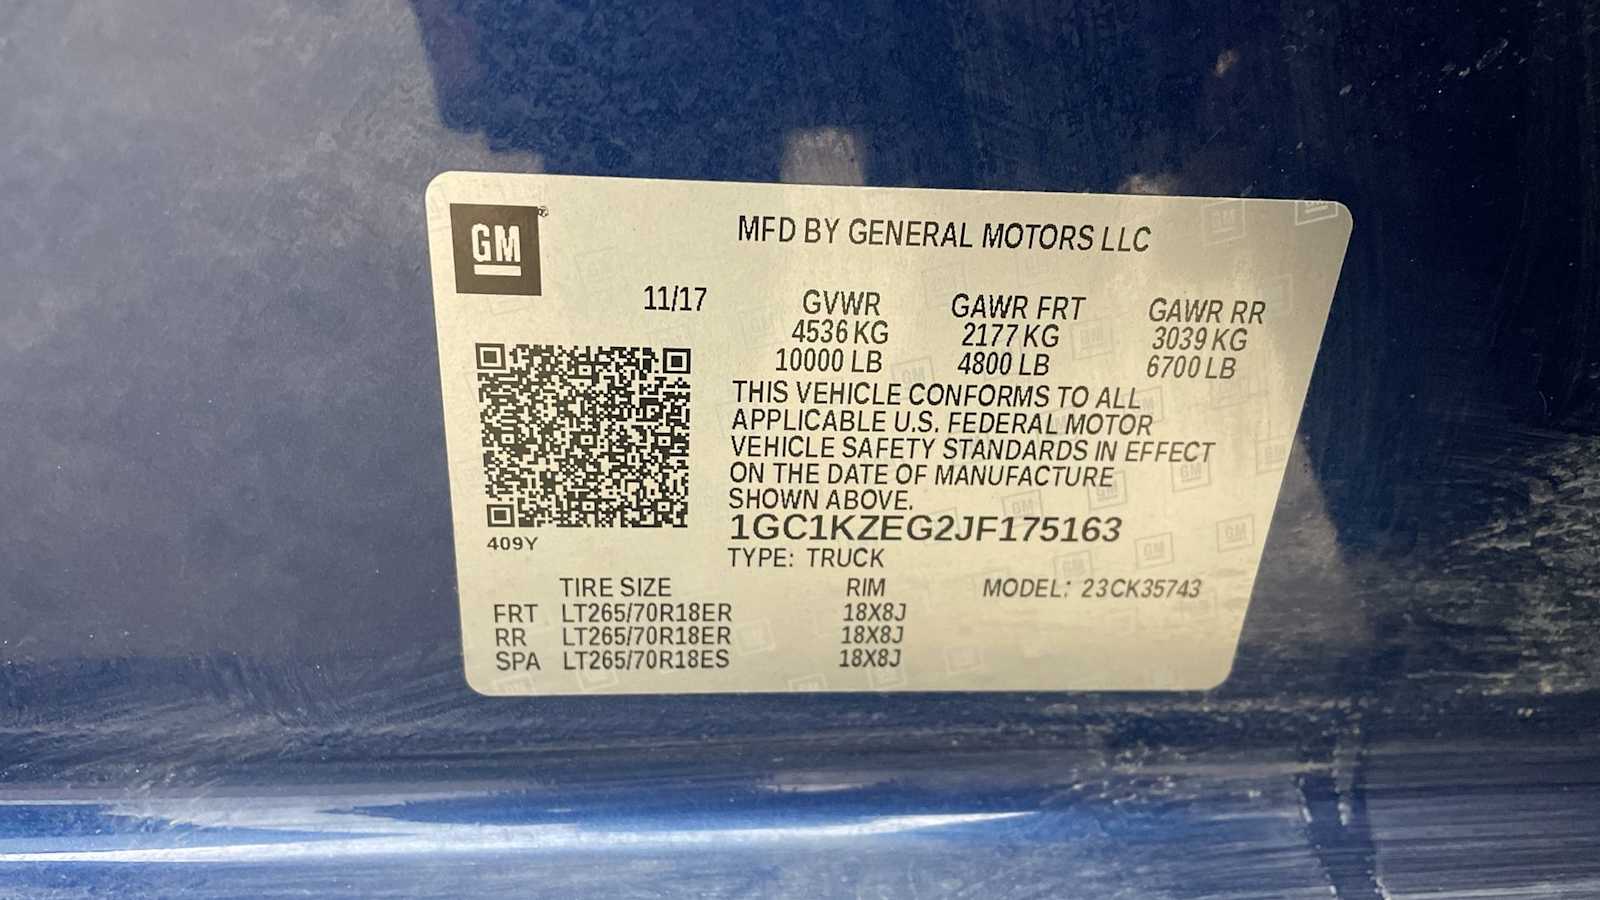 GM
MFD BY GENERAL MOTORS LLC
11/17 GVWR GAWR FRT GAWR RR
4536 KG 2177 KG 3039 KG
10000 LB 4800 LB 6700 LB
THIS VEHICLE CONFORMS TO ALL
APPLICABLE U.S. FEDERAL MOTOR
VEHICLE SAFETY STANDARDS IN EFFECT
ON THE DATE OF MANUFACTURE
SHOWN ABOVE.
1GC1KZEG2JF175163
409Y
TYPE: TRUCK
TIRE SIZE RIM MODEL: 23CK35743
FRT LT265/70R18ER 18X8J
RR LT265/70R18ER 18X8J
SPA LT265/70R18ES 18X8J